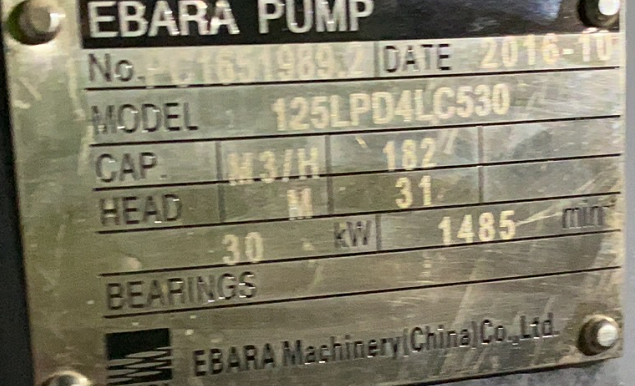 EBARA PUMP
No. PC1651989.2 DATE 2016-10
MODEL 125LPD4LC530
CAP. M3/H 182
HEAD M 31
30 kW 1485 min
BEARINGS
EBARA Machinery(China)Co.,Ltd.